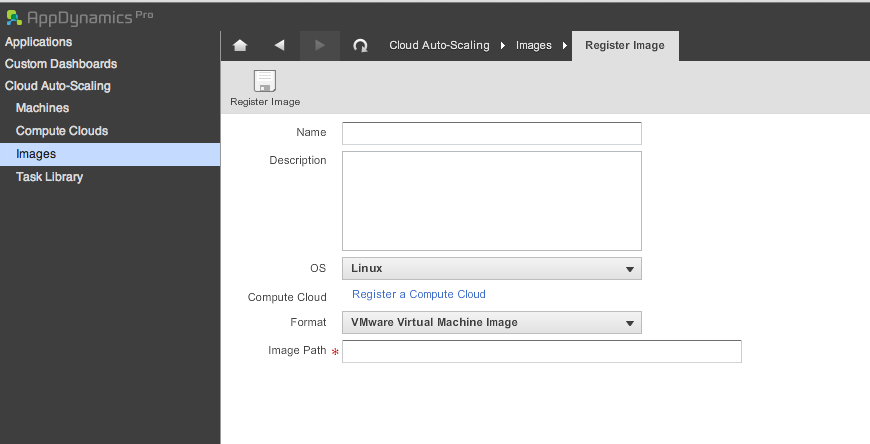 AppDynamics Pro
Applications
Custom Dashboards
Cloud Auto-Scaling
Machines
Compute Clouds
Images
Task Library
Cloud Auto-Scaling Images Register Image
Register Image
Name
Description
OS Linux
Compute Cloud Register a Compute Cloud
Format VMware Virtual Machine Image
Image Path *